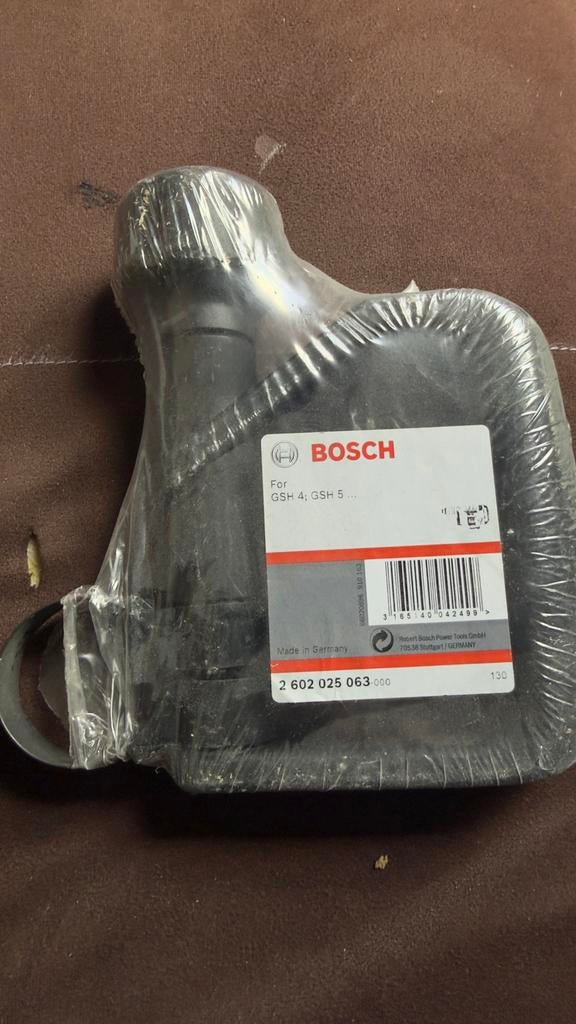 BOSCH
For
GSH 4; GSH 5 ...
3 165140 042499 >
Made in Germany
Robert Bosch Power Tools GmbH
70538 Stuttgart / GERMANY
2 602 025 063-000
130